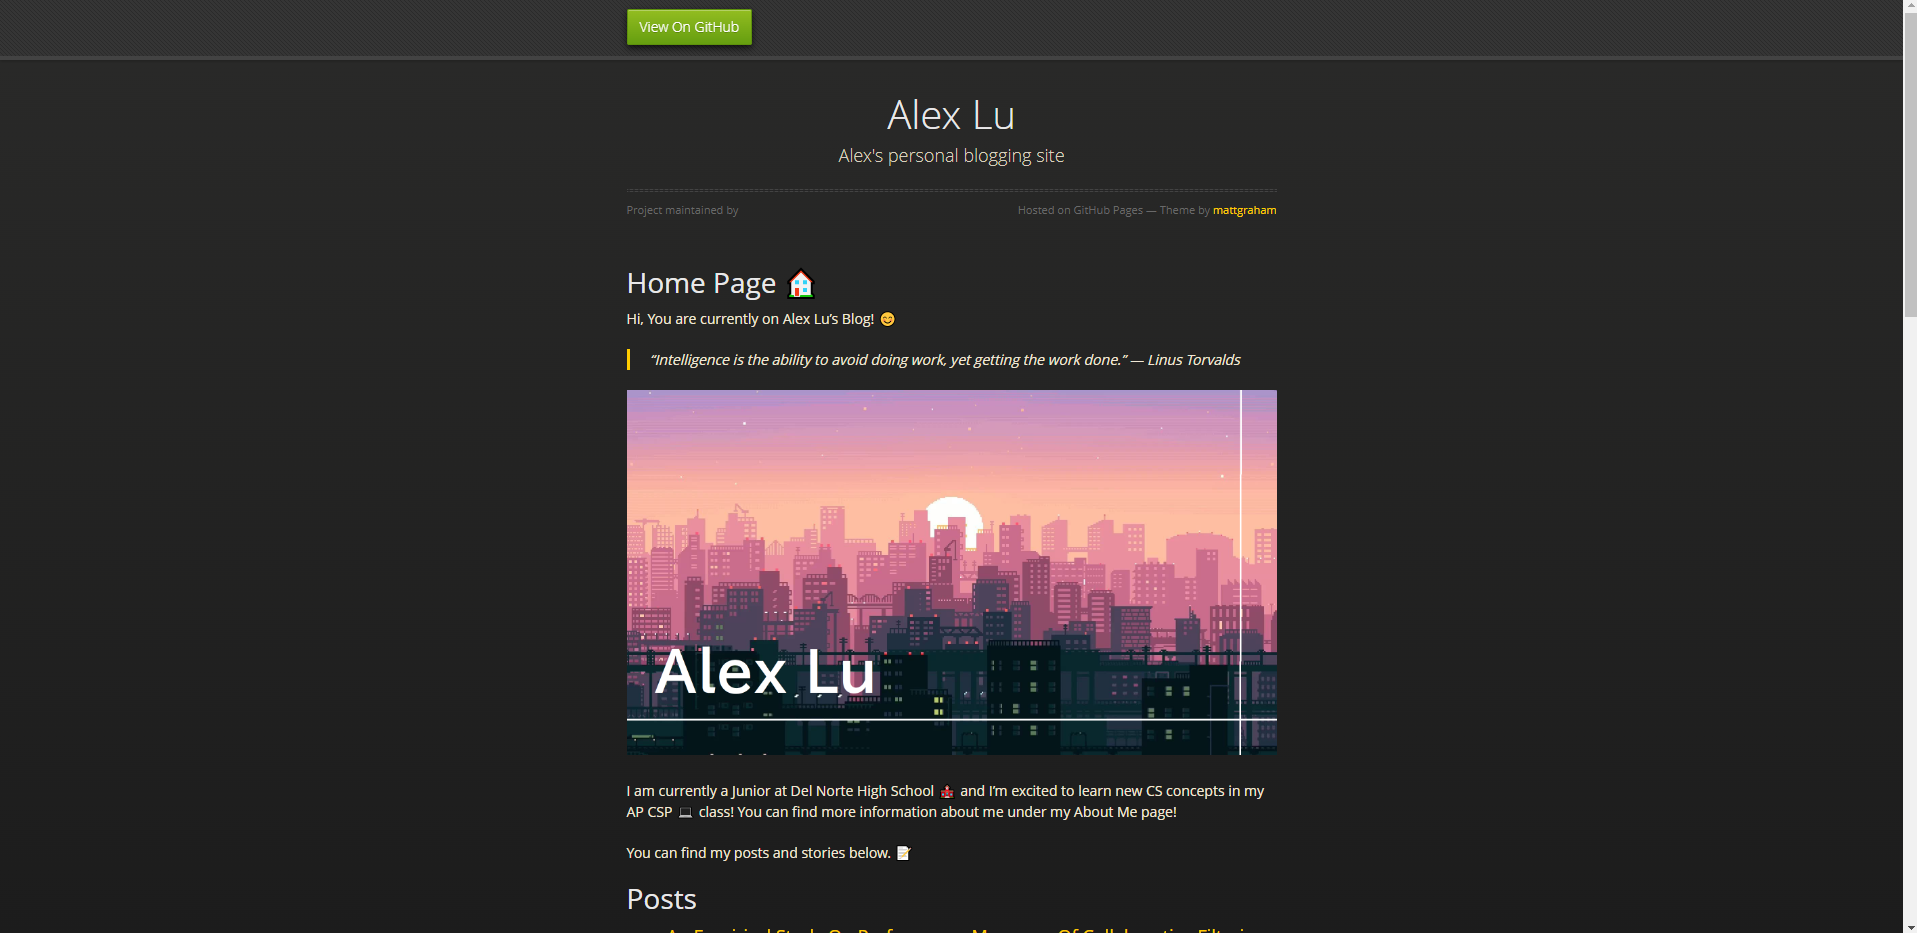 View On GitHub
Alex Lu
Alex's personal blogging site
Project maintained by
Hosted on GitHub Pages — Theme by mattgraham
Home Page 🏠
Hi, You are currently on Alex Lu’s Blog! 😊
“Intelligence is the ability to avoid doing work, yet getting the work done.” — Linus Torvalds
Alex Lu
I am currently a Junior at Del Norte High School 🏫 and I’m excited to learn new CS concepts in my
AP CSP 💻 class! You can find more information about me under my About Me page!
You can find my posts and stories below. 📝
Posts